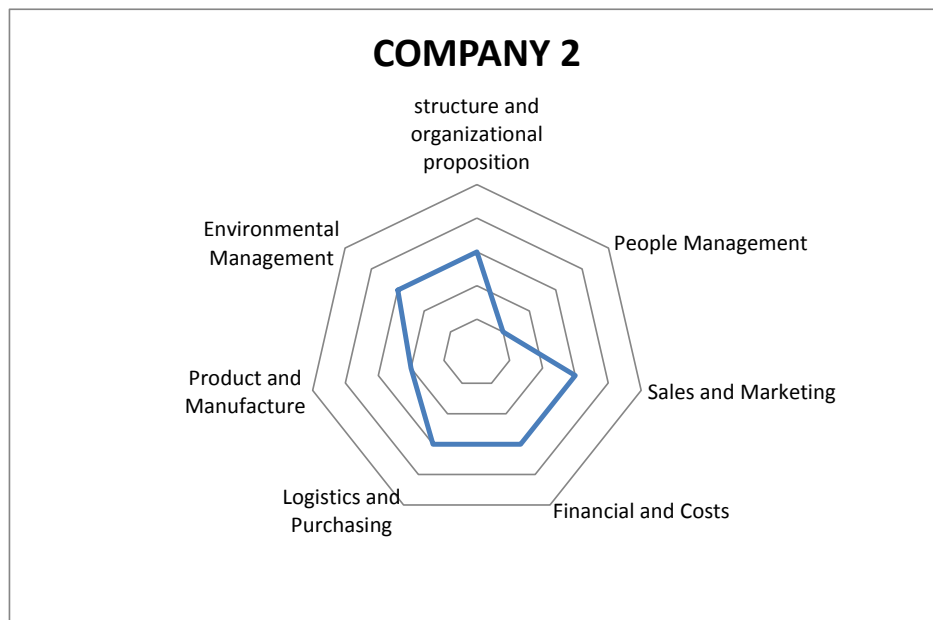 COMPANY 2
structure and
organizational
proposition
People Management
Sales and Marketing
Financial and Costs
Logistics and
Purchasing
Product and
Manufacture
Environmental
Management